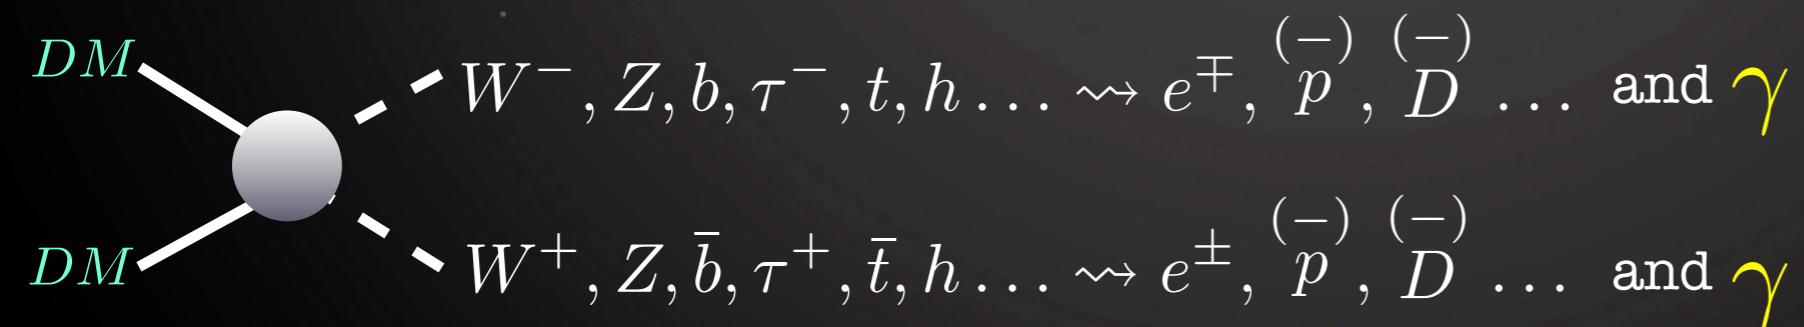 DM W⁻, Z, b, τ⁻, t, h … ⇝ e^∓, p^(−), D^(−) … and γ
DM W⁺, Z, b̄, τ⁺, t̄, h … ⇝ e^±, p^(−), D^(−) … and γ